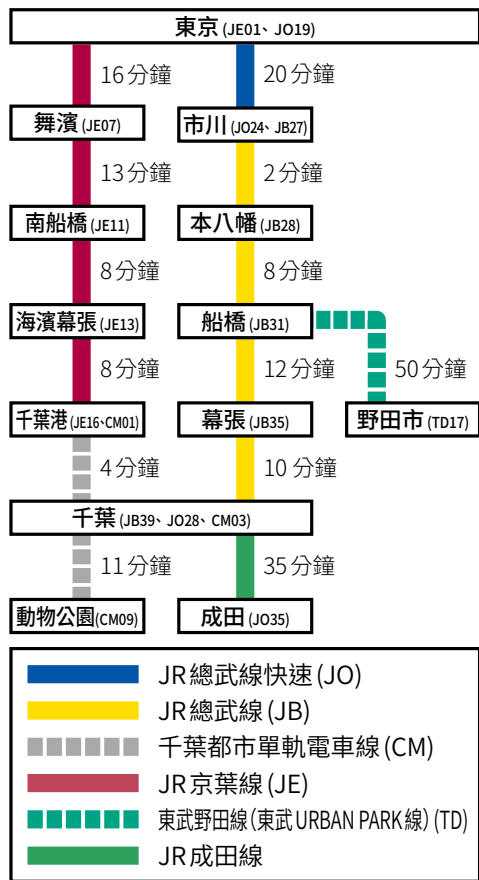 東京(JE01、JO19)
16分鐘
20分鐘
舞濱(JE07)
市川(JO24、JB27)
13分鐘
2分鐘
南船橋(JE11)
本八幡(JB28)
8分鐘
8分鐘
海濱幕張(JE13)
船橋(JB31)
8分鐘
12分鐘
50分鐘
千葉港(JE16、CM01)
幕張(JB35)
野田市(TD17)
4分鐘
10分鐘
千葉(JB39、JO28、CM03)
11分鐘
35分鐘
動物公園(CM09)
成田(JO35)
JR總武線快速(JO)
JR總武線(JB)
千葉都市單軌電車線(CM)
JR京葉線(JE)
東武野田線(東武URBAN PARK線)(TD)
JR成田線